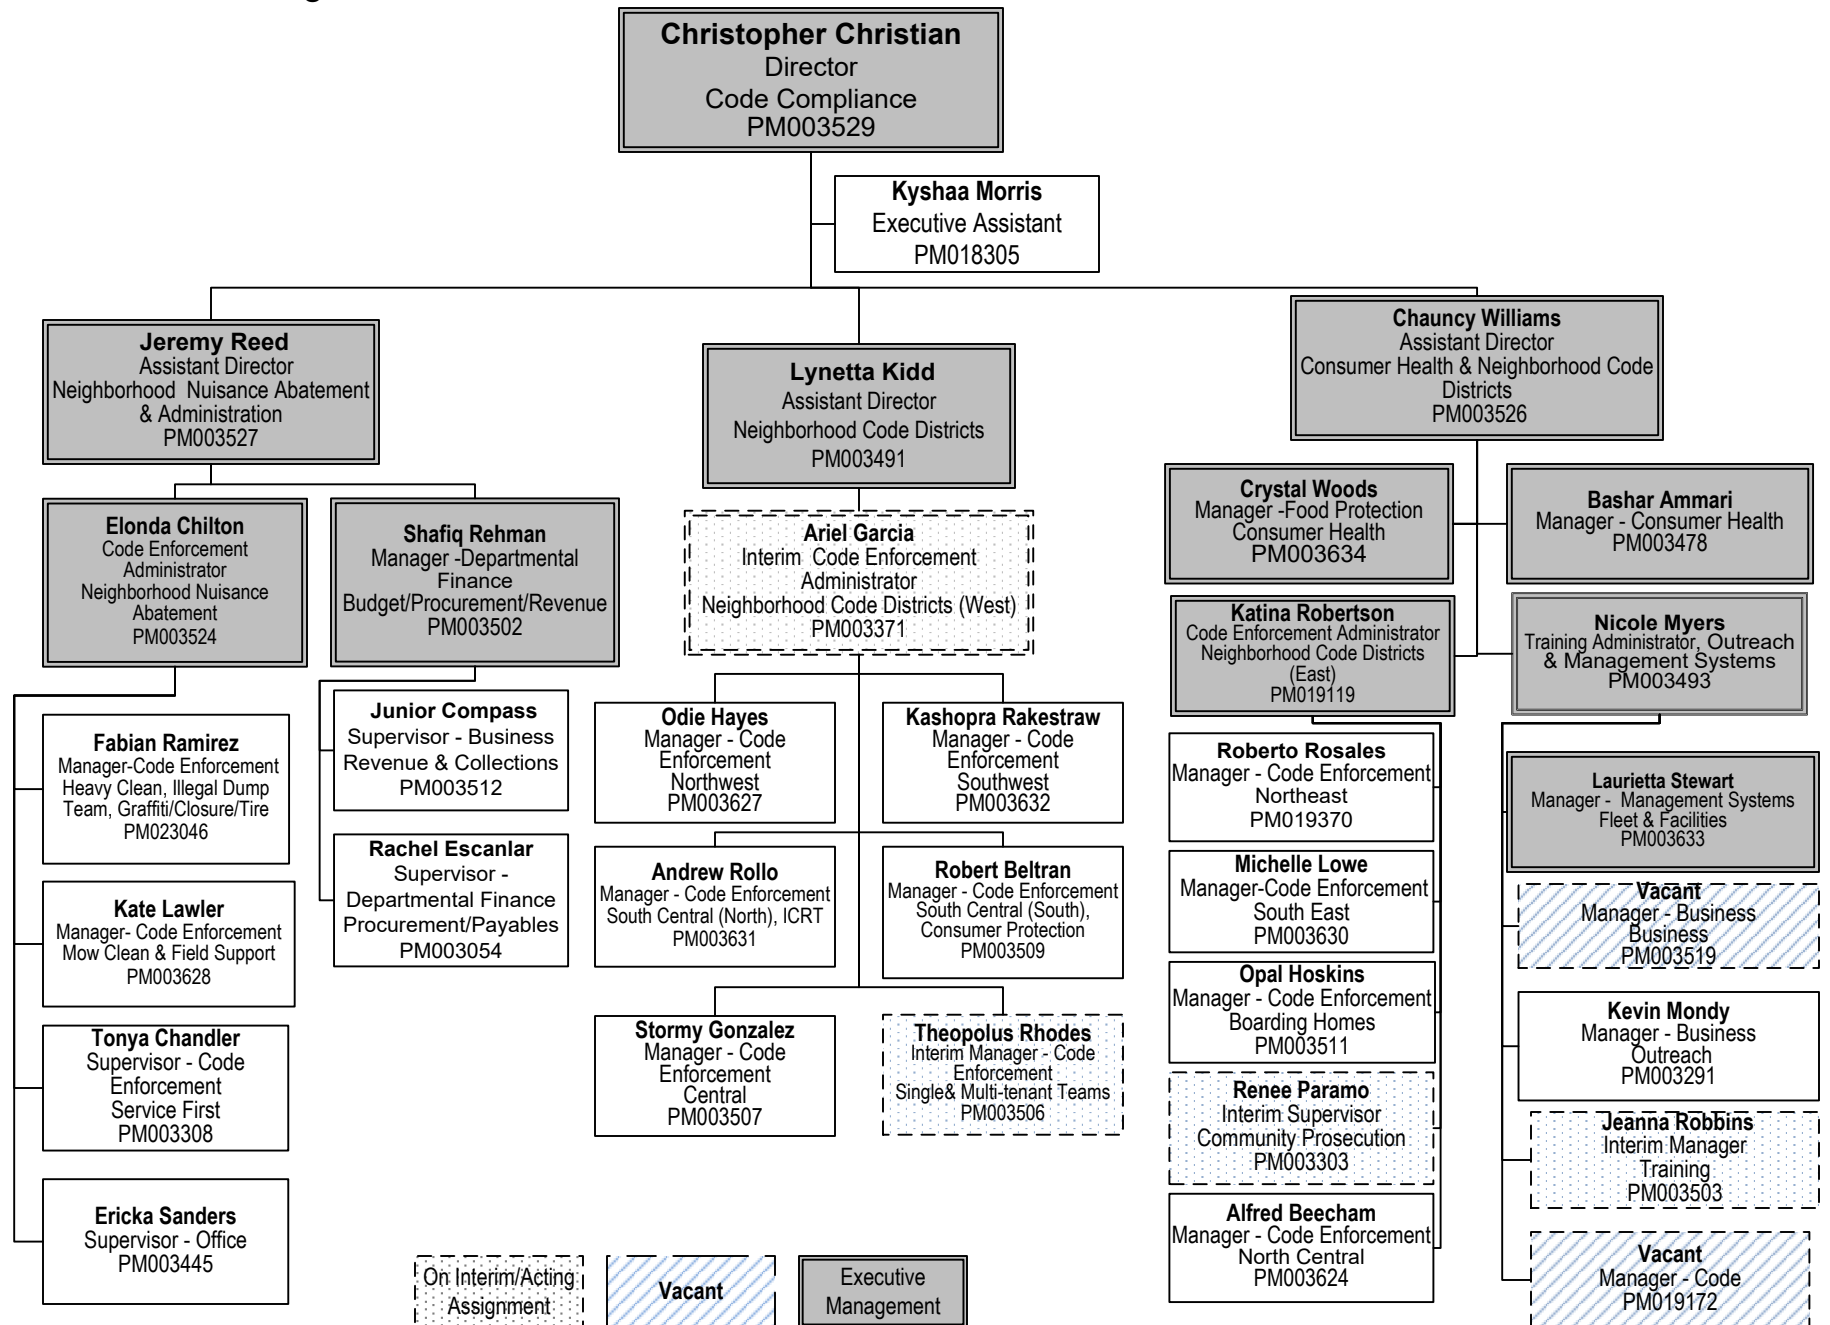 Christopher Christian
Director
Code Compliance
PM003529
Kyshaa Morris
Executive Assistant
PM018305
Jeremy Reed
Assistant Director
Neighborhood Nuisance Abatement
& Administration
PM003527
Lynetta Kidd
Assistant Director
Neighborhood Code Districts
PM003491
Chauncy Williams
Assistant Director
Consumer Health & Neighborhood Code
Districts
PM003526
Elonda Chilton
Code Enforcement
Administrator
Neighborhood Nuisance
Abatement
PM003524
Shafiq Rehman
Manager -Departmental
Finance
Budget/Procurement/Revenue
PM003502
Ariel Garcia
Interim Code Enforcement
Administrator
Neighborhood Code Districts (West)
PM003371
Crystal Woods
Manager -Food Protection
Consumer Health
PM003634
Bashar Ammari
Manager - Consumer Health
PM003478
Katina Robertson
Code Enforcement Administrator
Neighborhood Code Districts
(East)
PM019119
Nicole Myers
Training Administrator, Outreach
& Management Systems
PM003493
Fabian Ramirez
Manager-Code Enforcement
Heavy Clean, Illegal Dump
Team, Graffiti/Closure/Tire
PM023046
Kate Lawler
Manager- Code Enforcement
Mow Clean & Field Support
PM003628
Tonya Chandler
Supervisor - Code
Enforcement
Service First
PM003308
Ericka Sanders
Supervisor - Office
PM003445
Junior Compass
Supervisor - Business
Revenue & Collections
PM003512
Rachel Escanlar
Supervisor -
Departmental Finance
Procurement/Payables
PM003054
Odie Hayes
Manager - Code
Enforcement
Northwest
PM003627
Kashopra Rakestraw
Manager - Code
Enforcement
Southwest
PM003632
Andrew Rollo
Manager - Code Enforcement
South Central (North), ICRT
PM003631
Robert Beltran
Manager - Code Enforcement
South Central (South),
Consumer Protection
PM003509
Stormy Gonzalez
Manager - Code
Enforcement
Central
PM003507
Theopolus Rhodes
Interim Manager - Code
Enforcement
Single& Multi-tenant Teams
PM003506
Roberto Rosales
Manager - Code Enforcement
Northeast
PM019370
Michelle Lowe
Manager-Code Enforcement
South East
PM003630
Opal Hoskins
Manager - Code Enforcement
Boarding Homes
PM003511
Renee Paramo
Interim Supervisor
Community Prosecution
PM003303
Alfred Beecham
Manager - Code Enforcement
North Central
PM003624
Laurietta Stewart
Manager - Management Systems
Fleet & Facilities
PM003633
Vacant
Manager - Business
Business
PM003519
Kevin Mondy
Manager - Business
Outreach
PM003291
Jeanna Robbins
Interim Manager
Training
PM003503
Vacant
Manager - Code
PM019172
On Interim/Acting
Assignment
Vacant
Executive
Management